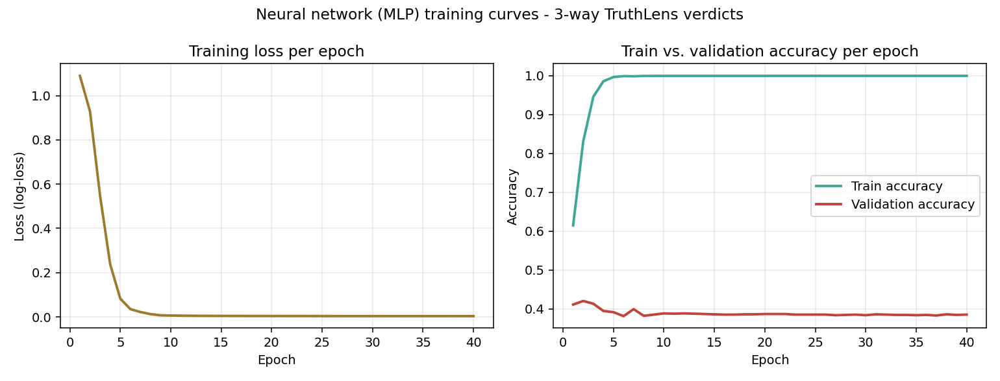 Neural network (MLP) training curves - 3-way TruthLens verdicts
Training loss per epoch
Loss (log-loss)
1.0
0.8
0.6
0.4
0.2
0.0
0 5 10 15 20 25 30 35 40
Epoch
Train vs. validation accuracy per epoch
Accuracy
1.0
0.9
0.8
0.7
0.6
0.5
0.4
Train accuracy
Validation accuracy
0 5 10 15 20 25 30 35 40
Epoch